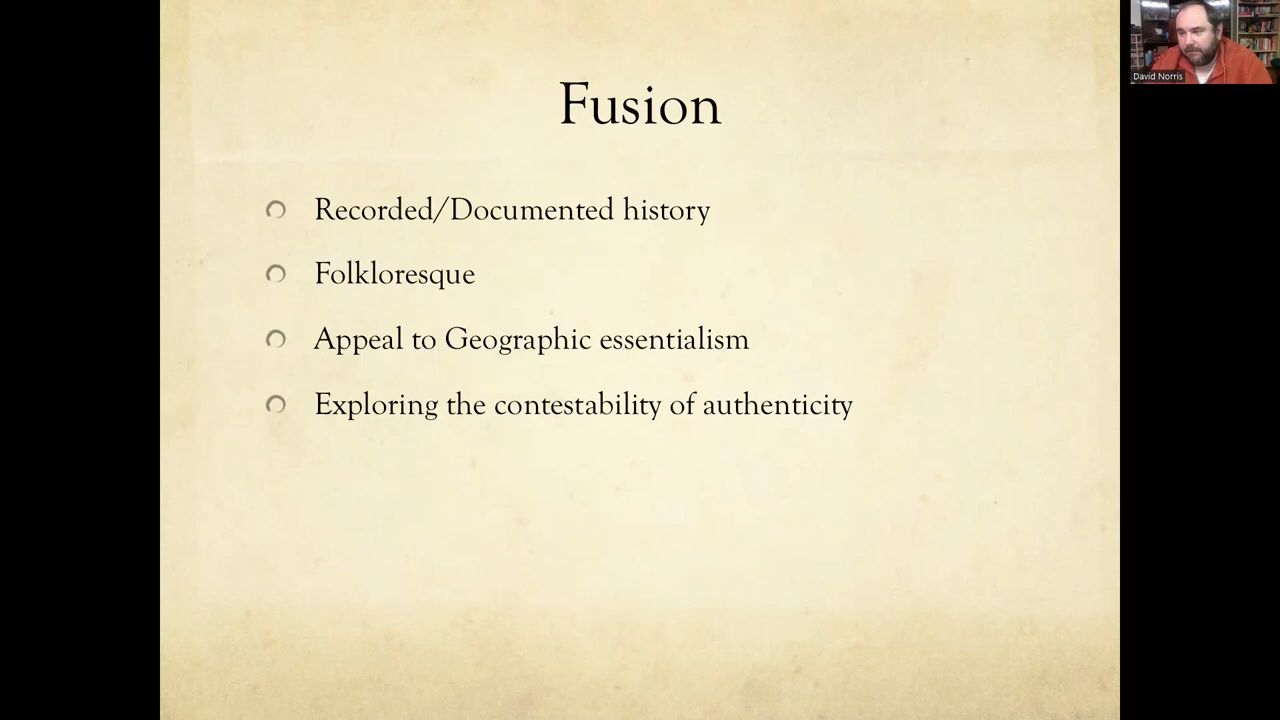 Fusion
Recorded/Documented history
Folkloresque
Appeal to Geographic essentialism
Exploring the contestability of authenticity
David Norris